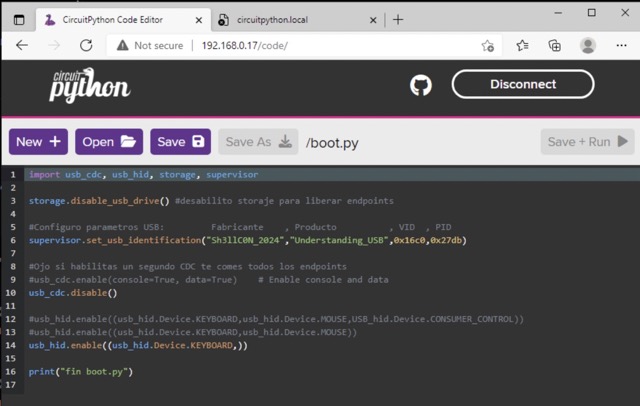 CircuitPython Code Editor
circuitpython.local
Not secure
192.168.0.17/code/
circuit python
Disconnect
New +
Open
Save
Save As
/boot.py
Save + Run
1 import usb_cdc, usb_hid, storage, supervisor
2
3 storage.disable_usb_drive() #desabilito storaje para liberar endpoints
4
5 #Configuro parametros USB: Fabricante , Producto , VID , PID
6 supervisor.set_usb_identification("Sh3llC0N_2024","Understanding_USB",0x16c0,0x27db)
7
8 #Ojo si habilitas un segundo CDC te comes todos los endpoints
9 #usb_cdc.enable(console=True, data=True) # Enable console and data
10 usb_cdc.disable()
11
12 #usb_hid.enable((usb_hid.Device.KEYBOARD,usb_hid.Device.MOUSE,USB_hid.Device.CONSUMER_CONTROL))
13 #usb_hid.enable((usb_hid.Device.KEYBOARD,usb_hid.Device.MOUSE))
14 usb_hid.enable((usb_hid.Device.KEYBOARD,))
15
16 print("fin boot.py")
17